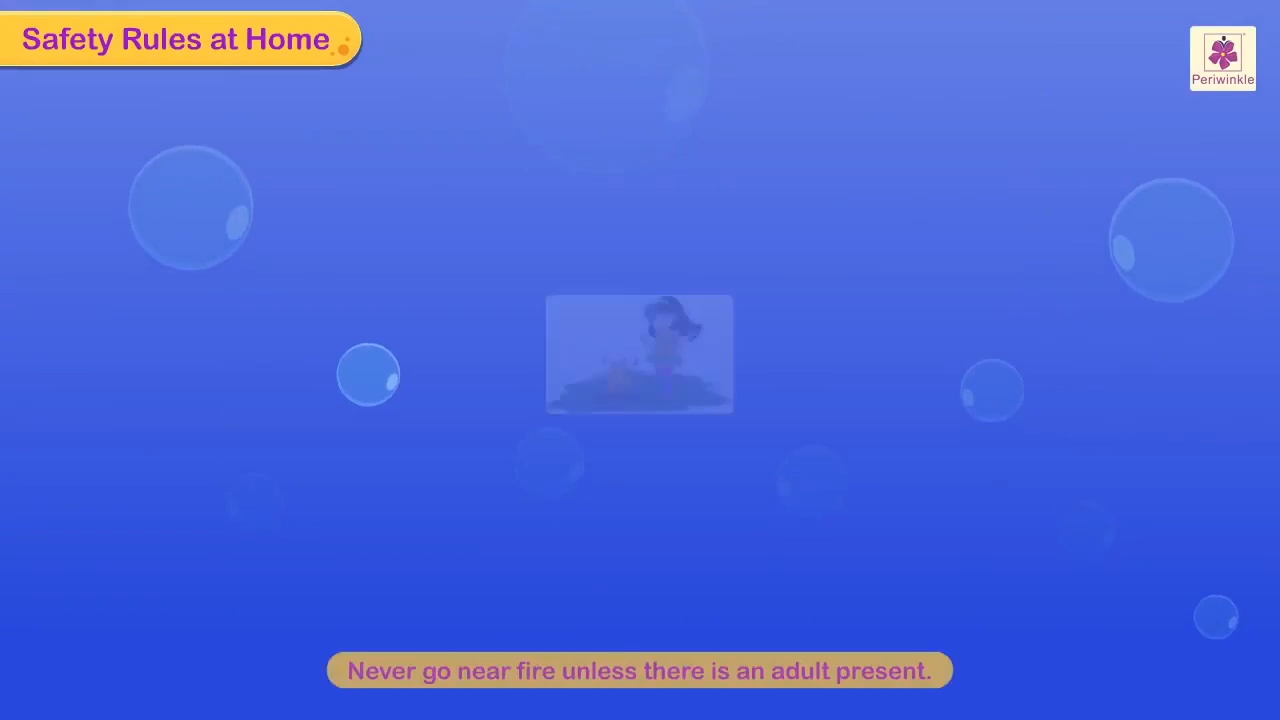 Safety Rules at Home
Periwinkle
Never go near fire unless there is an adult present.